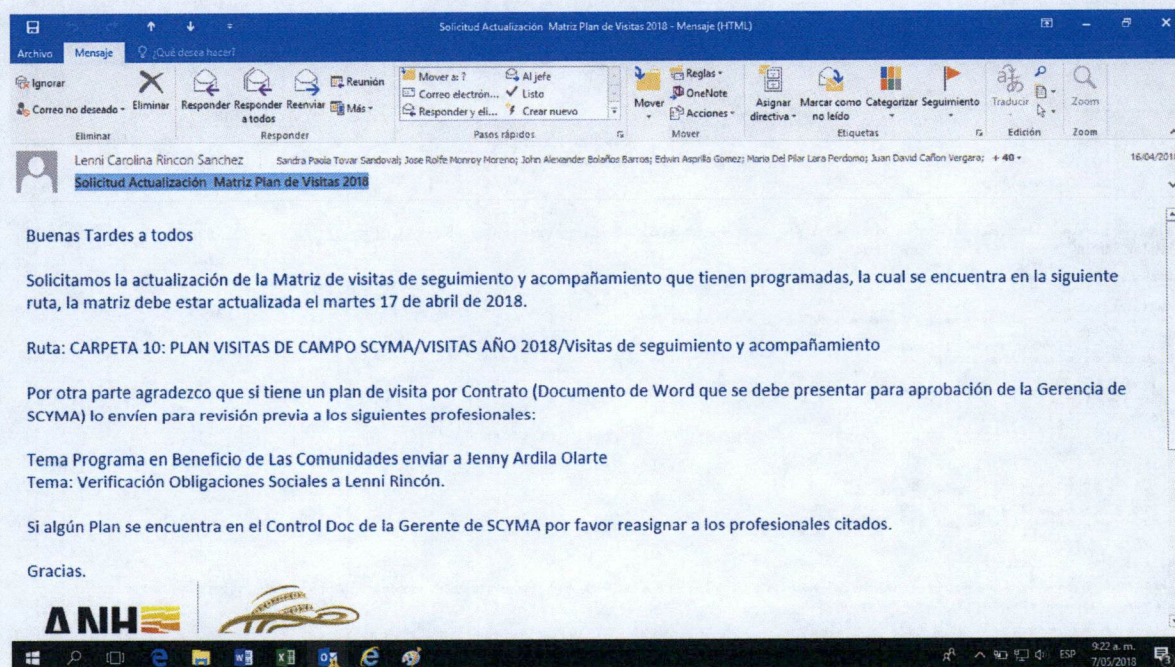 Solicitud Actualización Matriz Plan de Visitas 2018 - Mensaje (HTML)
Archivo Mensaje ¿Qué desea hacer?
Ignorar
Correo no deseado
Eliminar
Responder Responder a todos Reenviar
Reunión
Más
Mover a: ? Al jefe
Correo electrón... Listo
Responder y eli... Crear nuevo
Mover
Reglas
OneNote
Acciones
Asignar directiva Marcar como no leído Categorizar Seguimiento
Traducir
Zoom
Eliminar Responder Pasos rápidos Mover Etiquetas Edición Zoom
Lenni Carolina Rincon Sanchez Sandra Paola Tovar Sandoval; Jose Rolfe Monroy Moreno; John Alexander Bolaños Barros; Edwin Asprilla Gomez; Maria Del Pilar Lara Perdomo; Juan David Cañon Vergara; + 40
16/04/2018
Solicitud Actualización Matriz Plan de Visitas 2018
Buenas Tardes a todos
Solicitamos la actualización de la Matriz de visitas de seguimiento y acompañamiento que tienen programadas, la cual se encuentra en la siguiente
ruta, la matriz debe estar actualizada el martes 17 de abril de 2018.
Ruta: CARPETA 10: PLAN VISITAS DE CAMPO SCYMA/VISITAS AÑO 2018/Visitas de seguimiento y acompañamiento
Por otra parte agradezco que si tiene un plan de visita por Contrato (Documento de Word que se debe presentar para aprobación de la Gerencia de
SCYMA) lo envíen para revisión previa a los siguientes profesionales:
Tema Programa en Beneficio de Las Comunidades enviar a Jenny Ardila Olarte
Tema: Verificación Obligaciones Sociales a Lenni Rincón.
Si algún Plan se encuentra en el Control Doc de la Gerente de SCYMA por favor reasignar a los profesionales citados.
Gracias.
ANH
ESP
9:22 a. m.
7/05/2018